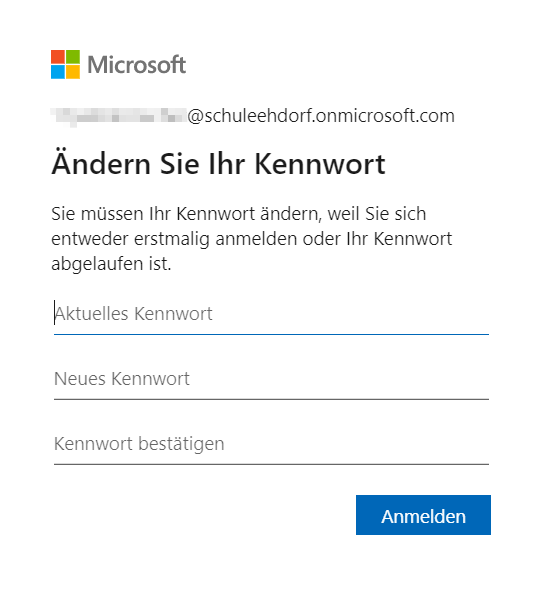 Microsoft
@schuleehdorf.onmicrosoft.com
Ändern Sie Ihr Kennwort
Sie müssen Ihr Kennwort ändern, weil Sie sich
entweder erstmalig anmelden oder Ihr Kennwort
abgelaufen ist.
Aktuelles Kennwort
Neues Kennwort
Kennwort bestätigen
Anmelden